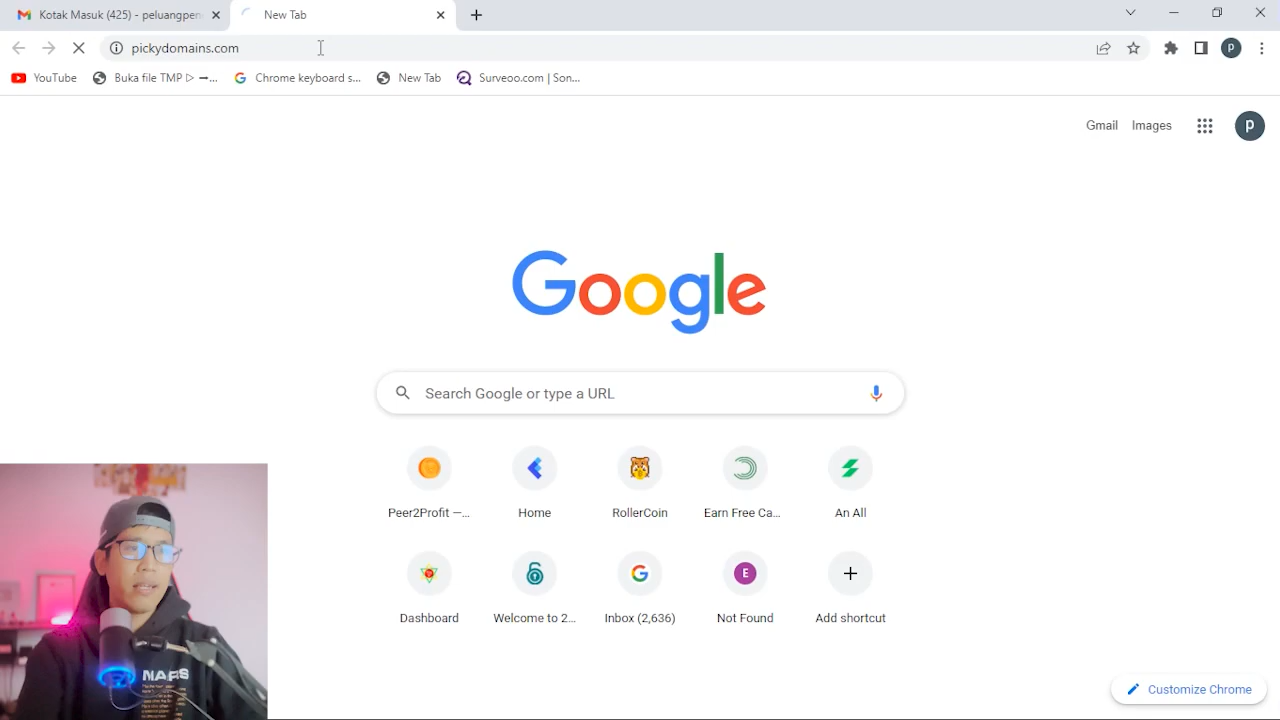 Kotak Masuk (425) - peluangpen
New Tab
pickydomains.com
P
YouTube
Buka file TMP ▷ ➡...
Chrome keyboard s...
New Tab
Surveoo.com | Son...
Gmail
Images
P
Google
Search Google or type a URL
Peer2Profit —...
Home
RollerCoin
Earn Free Ca...
An All
Dashboard
Welcome to 2...
Inbox (2,636)
E
Not Found
Add shortcut
Customize Chrome